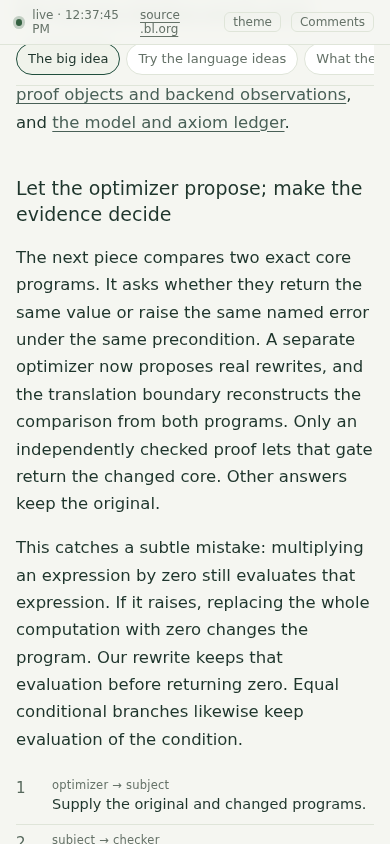 live · 12:37:45 PM
source .bl.org
theme
Comments
The big idea
Try the language ideas
What the
proof objects and backend observations,
and the model and axiom ledger.
Let the optimizer propose; make the
evidence decide
The next piece compares two exact core
programs. It asks whether they return the
same value or raise the same named error
under the same precondition. A separate
optimizer now proposes real rewrites, and
the translation boundary reconstructs the
comparison from both programs. Only an
independently checked proof lets that gate
return the changed core. Other answers
keep the original.
This catches a subtle mistake: multiplying
an expression by zero still evaluates that
expression. If it raises, replacing the whole
computation with zero changes the
program. Our rewrite keeps that
evaluation before returning zero. Equal
conditional branches likewise keep
evaluation of the condition.
1
optimizer → subject
Supply the original and changed programs.
2
subject → checker